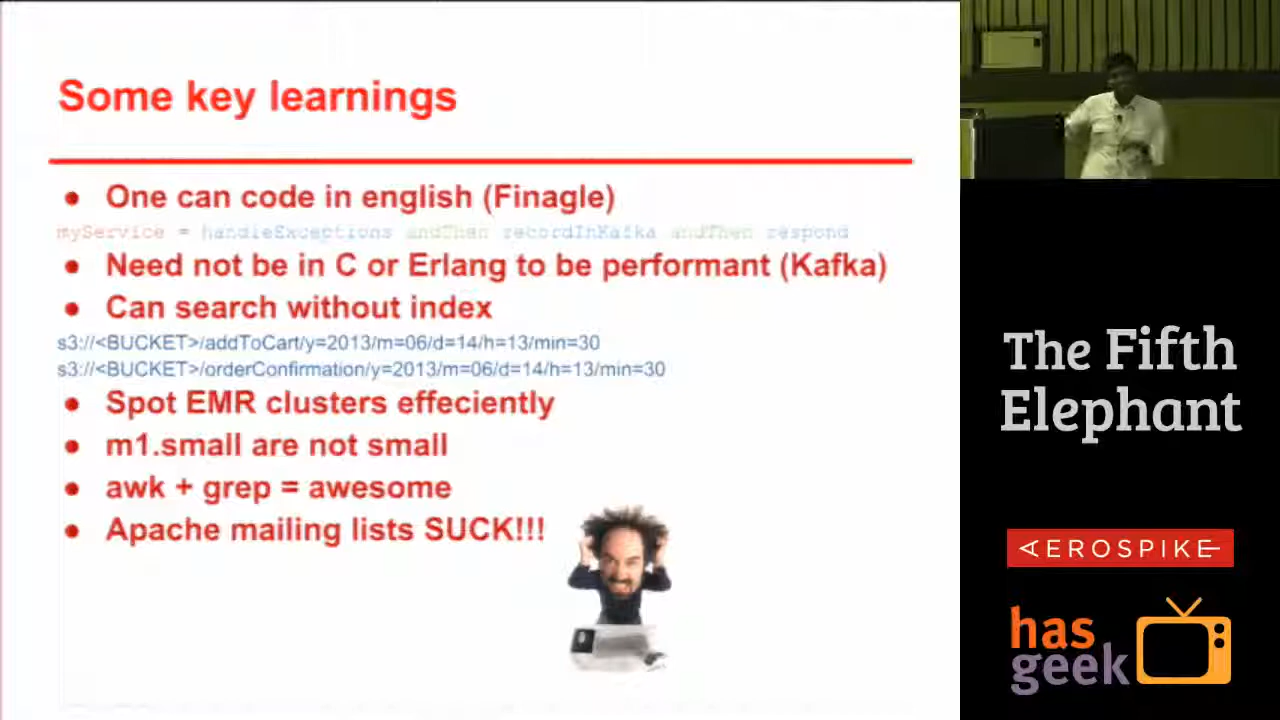 Some key learnings
● One can code in english (Finagle)
myService = handleExceptions andThen recordInKafka andThen respond
● Need not be in C or Erlang to be performant (Kafka)
● Can search without index
s3://<BUCKET>/addToCart/y=2013/m=06/d=14/h=13/min=30
s3://<BUCKET>/orderConfirmation/y=2013/m=06/d=14/h=13/min=30
● Spot EMR clusters effeciently
● m1.small are not small
● awk + grep = awesome
● Apache mailing lists SUCK!!!
The Fifth
Elephant
AEROSPIKE
has
geek